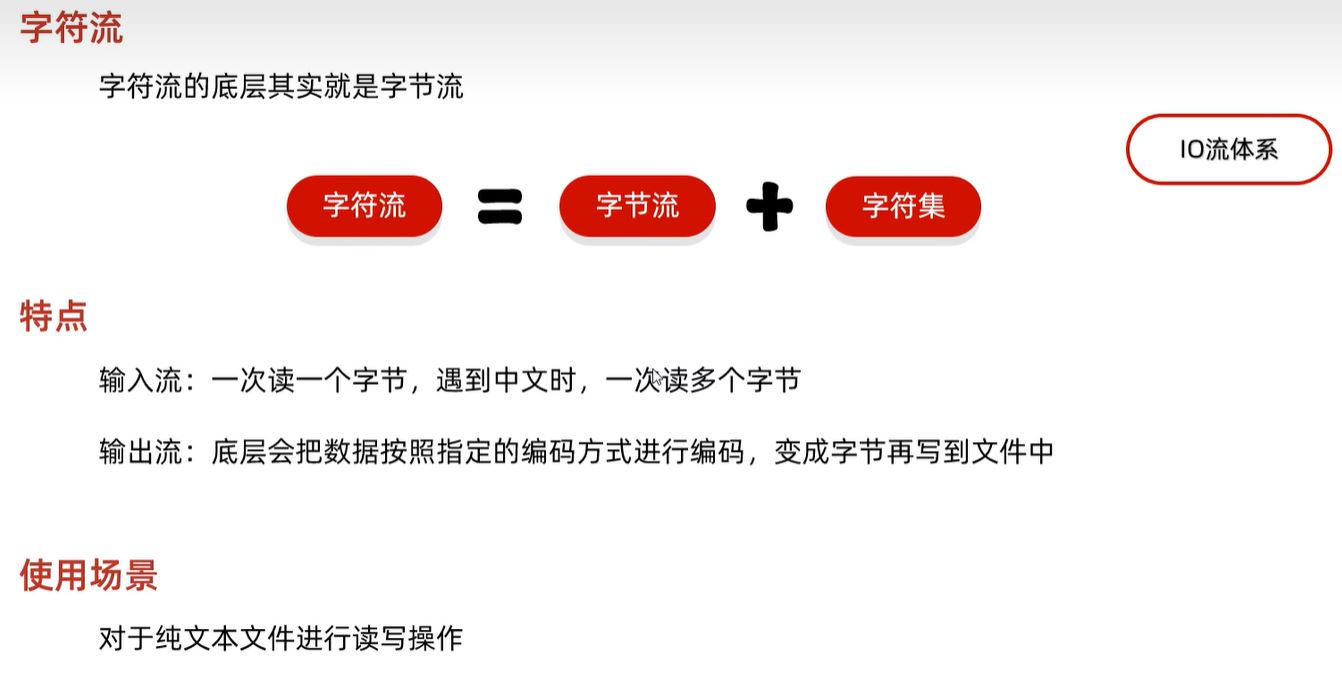 字符流
字符流的底层其实就是字节流
IO流体系
字符流 = 字节流 + 字符集
特点
输入流：一次读一个字节，遇到中文时，一次读多个字节
输出流：底层会把数据按照指定的编码方式进行编码，变成字节再写到文件中
使用场景
对于纯文本文件进行读写操作